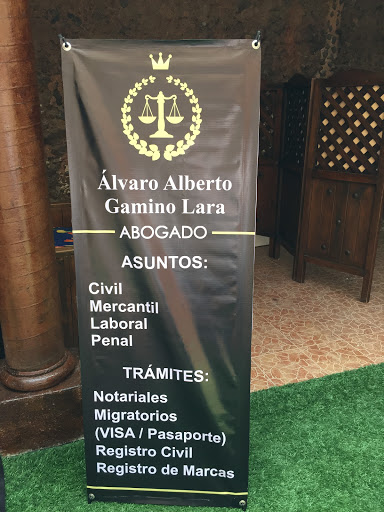 Álvaro Alberto
Gamino Lara
ABOGADO
ASUNTOS:
Civil
Mercantil
Laboral
Penal
TRÁMITES:
Notariales
Migratorios
(VISA / Pasaporte)
Registro Civil
Registro de Marcas